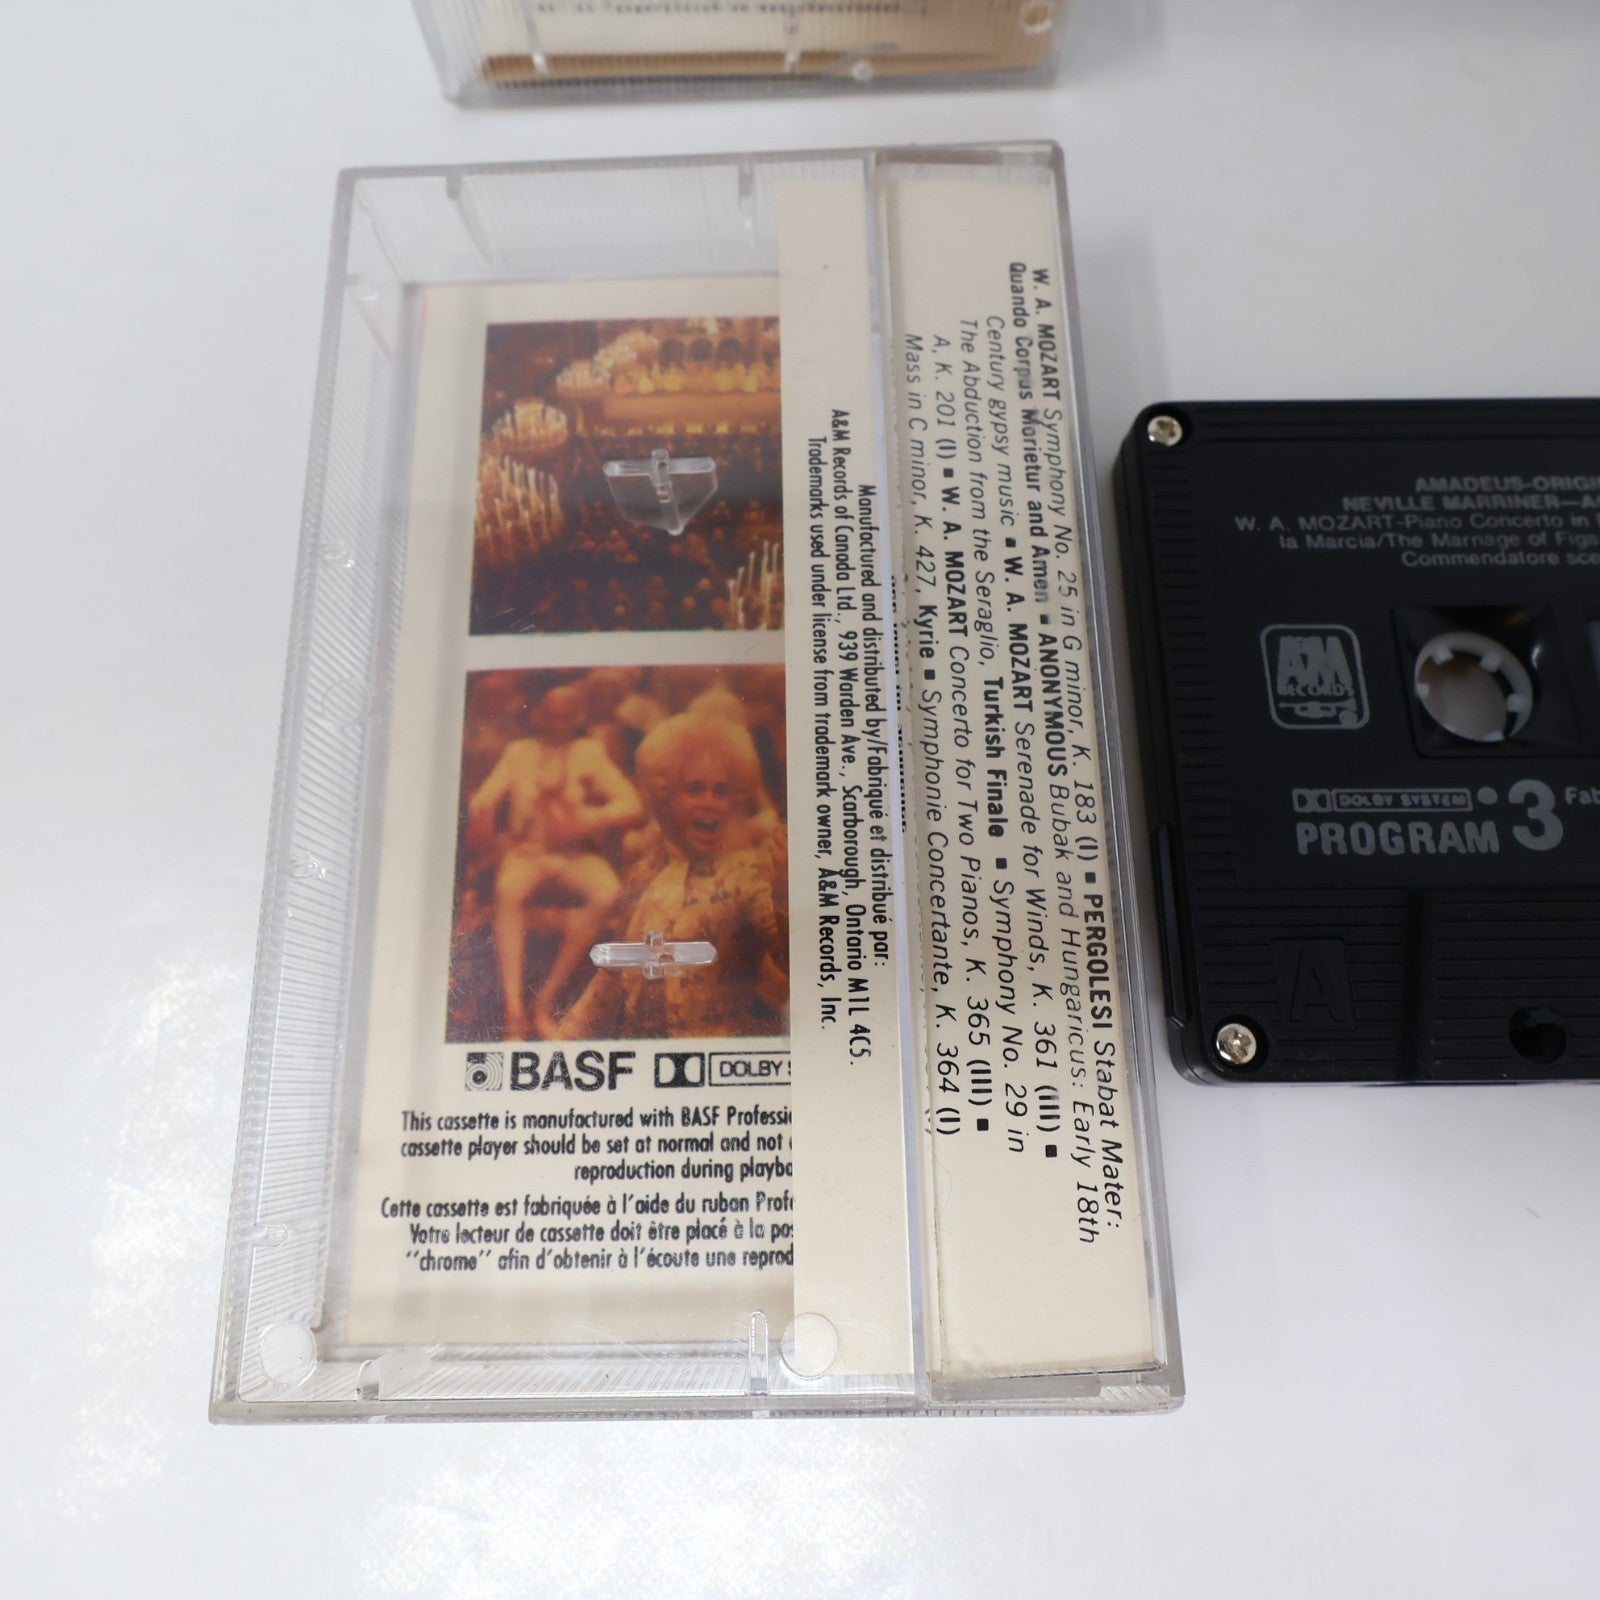 W. A. MOZART Symphony No. 25 in G minor, K. 183 (I) ▪ PERGOLESI Stabat Mater:
Quando Corpus Morietur and Amen ▪ ANONYMOUS Bubak and Hungaricus: Early 18th
Century gypsy music ▪ W. A. MOZART Serenade for Winds, K. 361 (III) ▪
The Abduction from the Seraglio, Turkish Finale ▪ Symphony No. 29 in
A, K. 201 (I) ▪ W. A. MOZART Concerto for Two Pianos, K. 365 (III) ▪
Mass in C minor, K. 427, Kyrie ▪ Symphonie Concertante, K. 364 (I)
Manufactured and distributed by/Fabriqué et distribué par:
A&M Records of Canada Ltd., 939 Warden Ave., Scarborough, Ontario M1L 4C5.
Trademarks used under license from trademark owner, A&M Records, Inc.
BASF DOLBY S
This cassette is manufactured with BASF Professi
cassette player should be set at normal and not
reproduction during playba
Cette cassette est fabriquée à l'aide du ruban Profe
Votre lecteur de cassette doit être placé à la pos
"chrome" afin d'obtenir à l'écoute une reprod
AMADEUS-ORIGI
NEVILLE MARRINER—A
W. A. MOZART-Piano Concerto in
la Marcia/The Marriage of Figa
Commendatore sce
A&M
RECORDS
DOLBY SYSTEM
PROGRAM 3 Fab
A